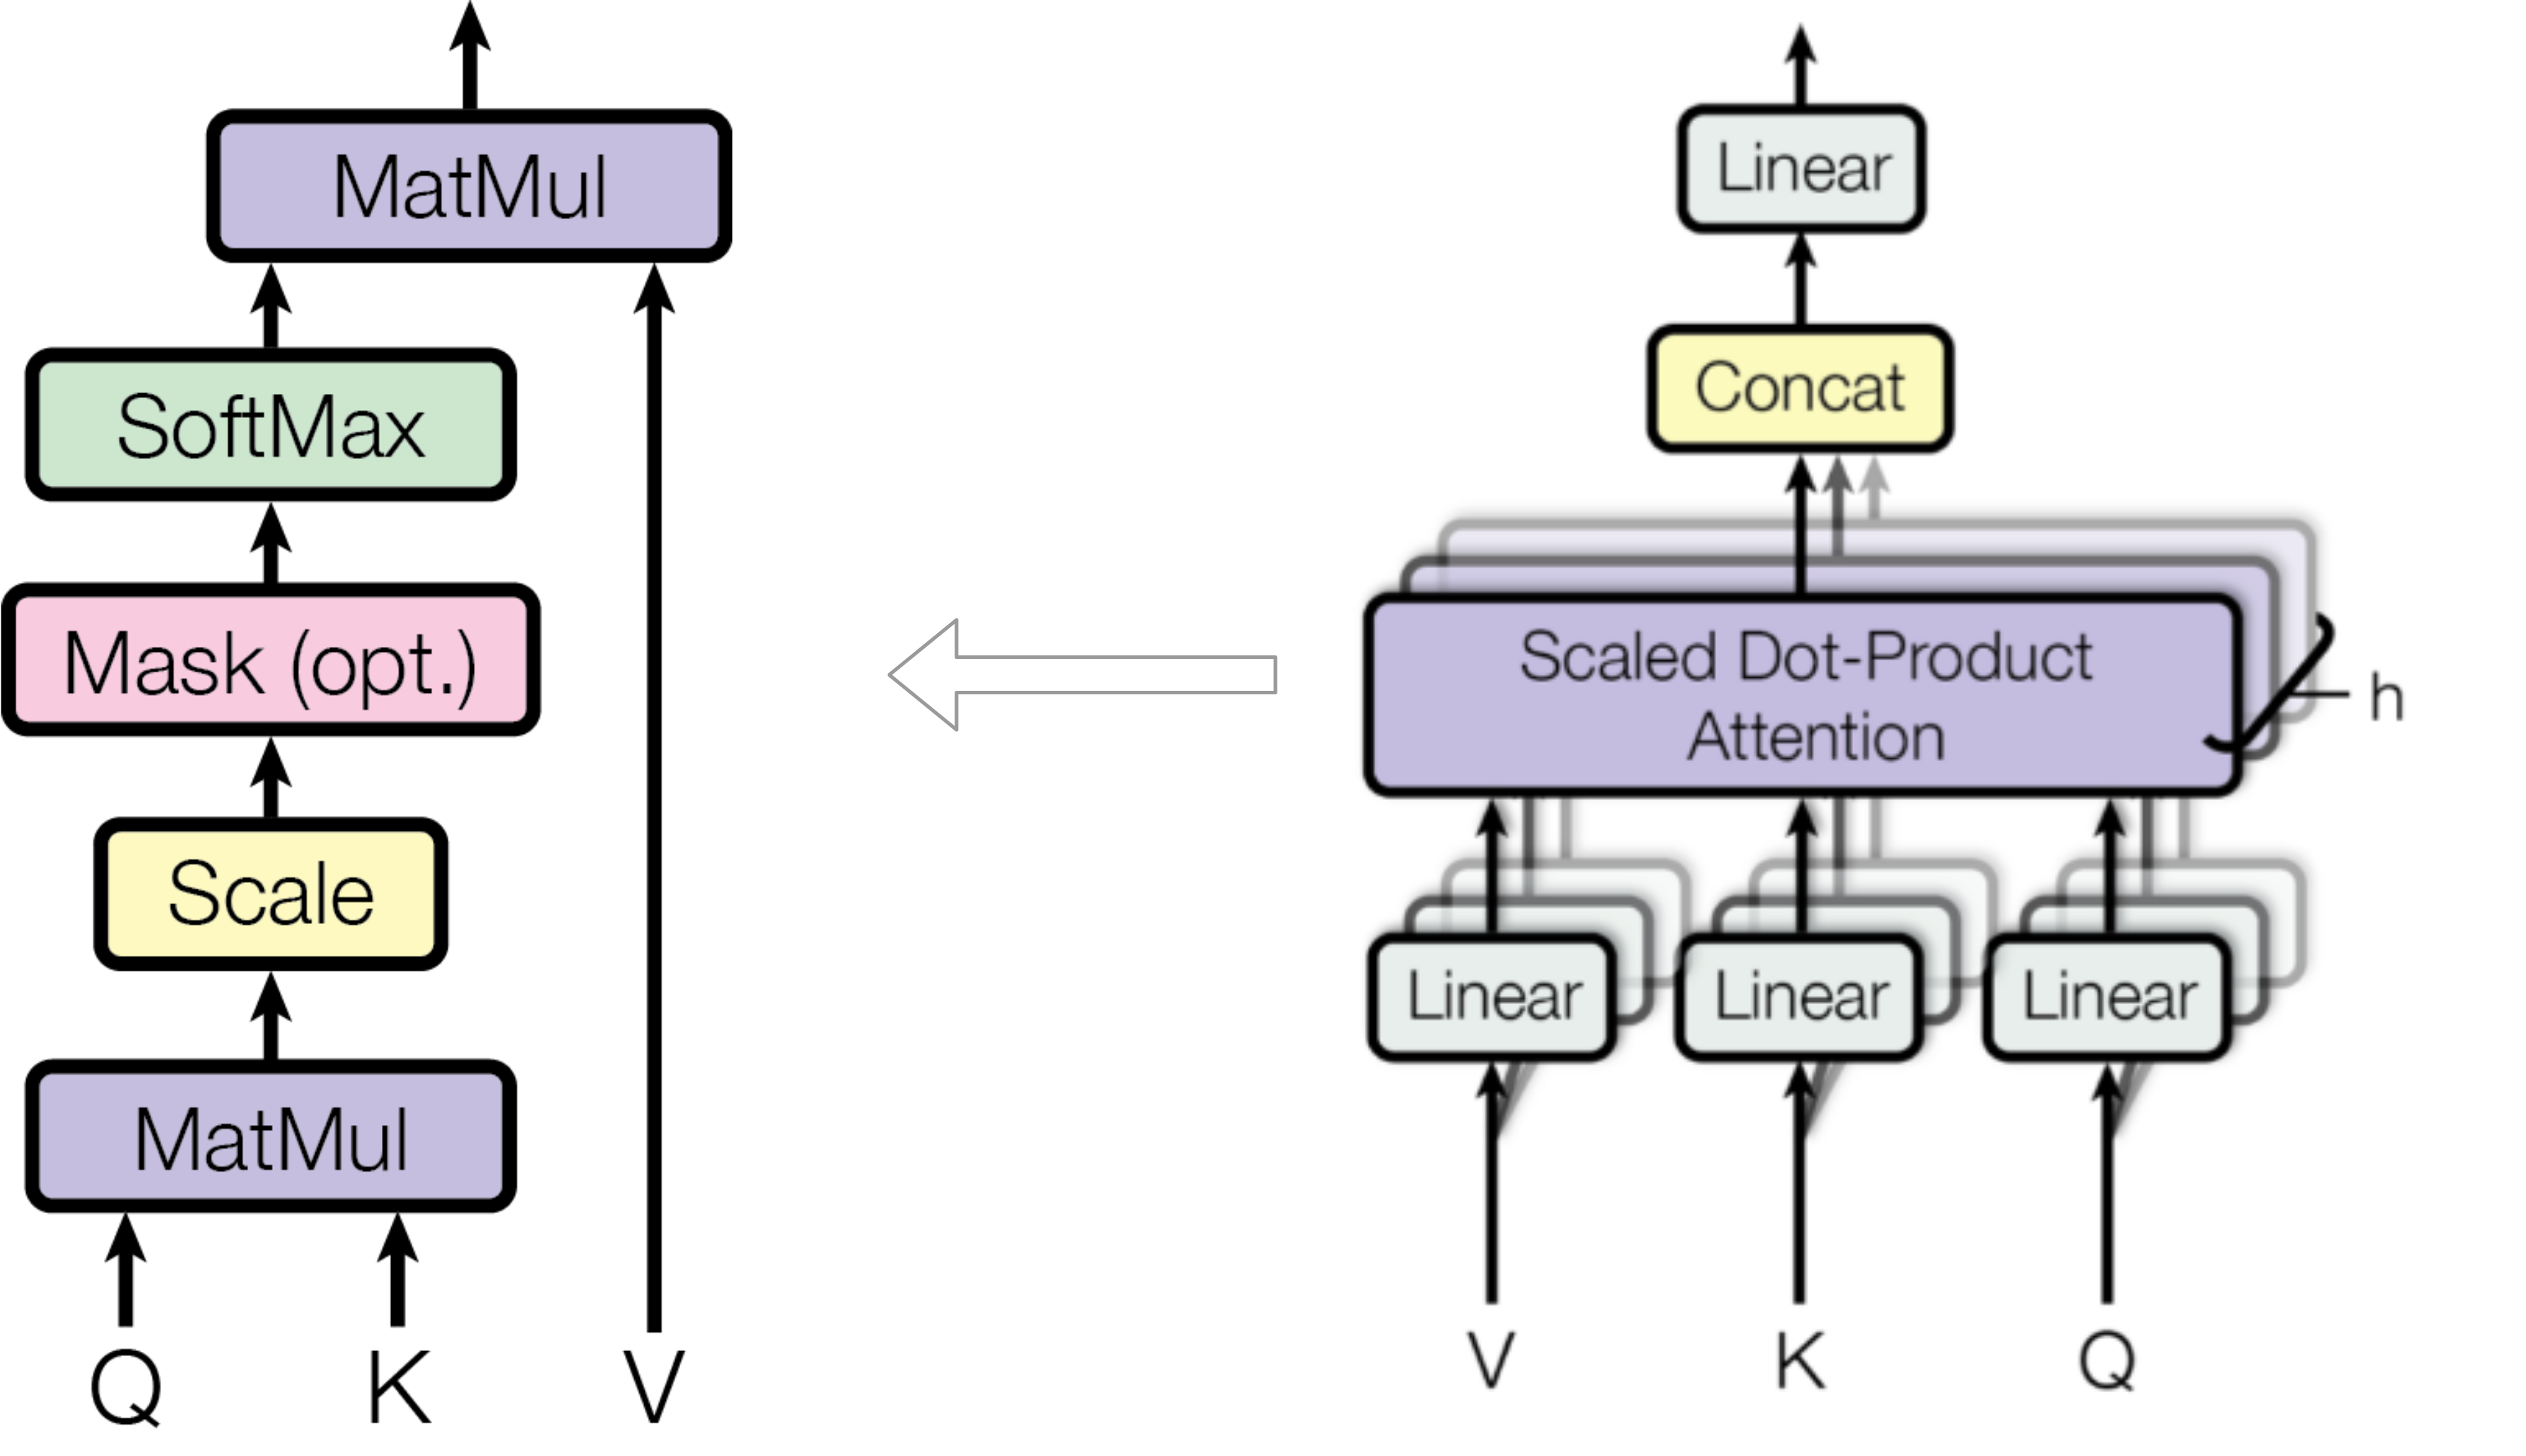 MatMul
SoftMax
Mask (opt.)
Scale
MatMul
Q K V
Linear
Concat
Scaled Dot-Product
Attention
h
Linear Linear Linear
V K Q